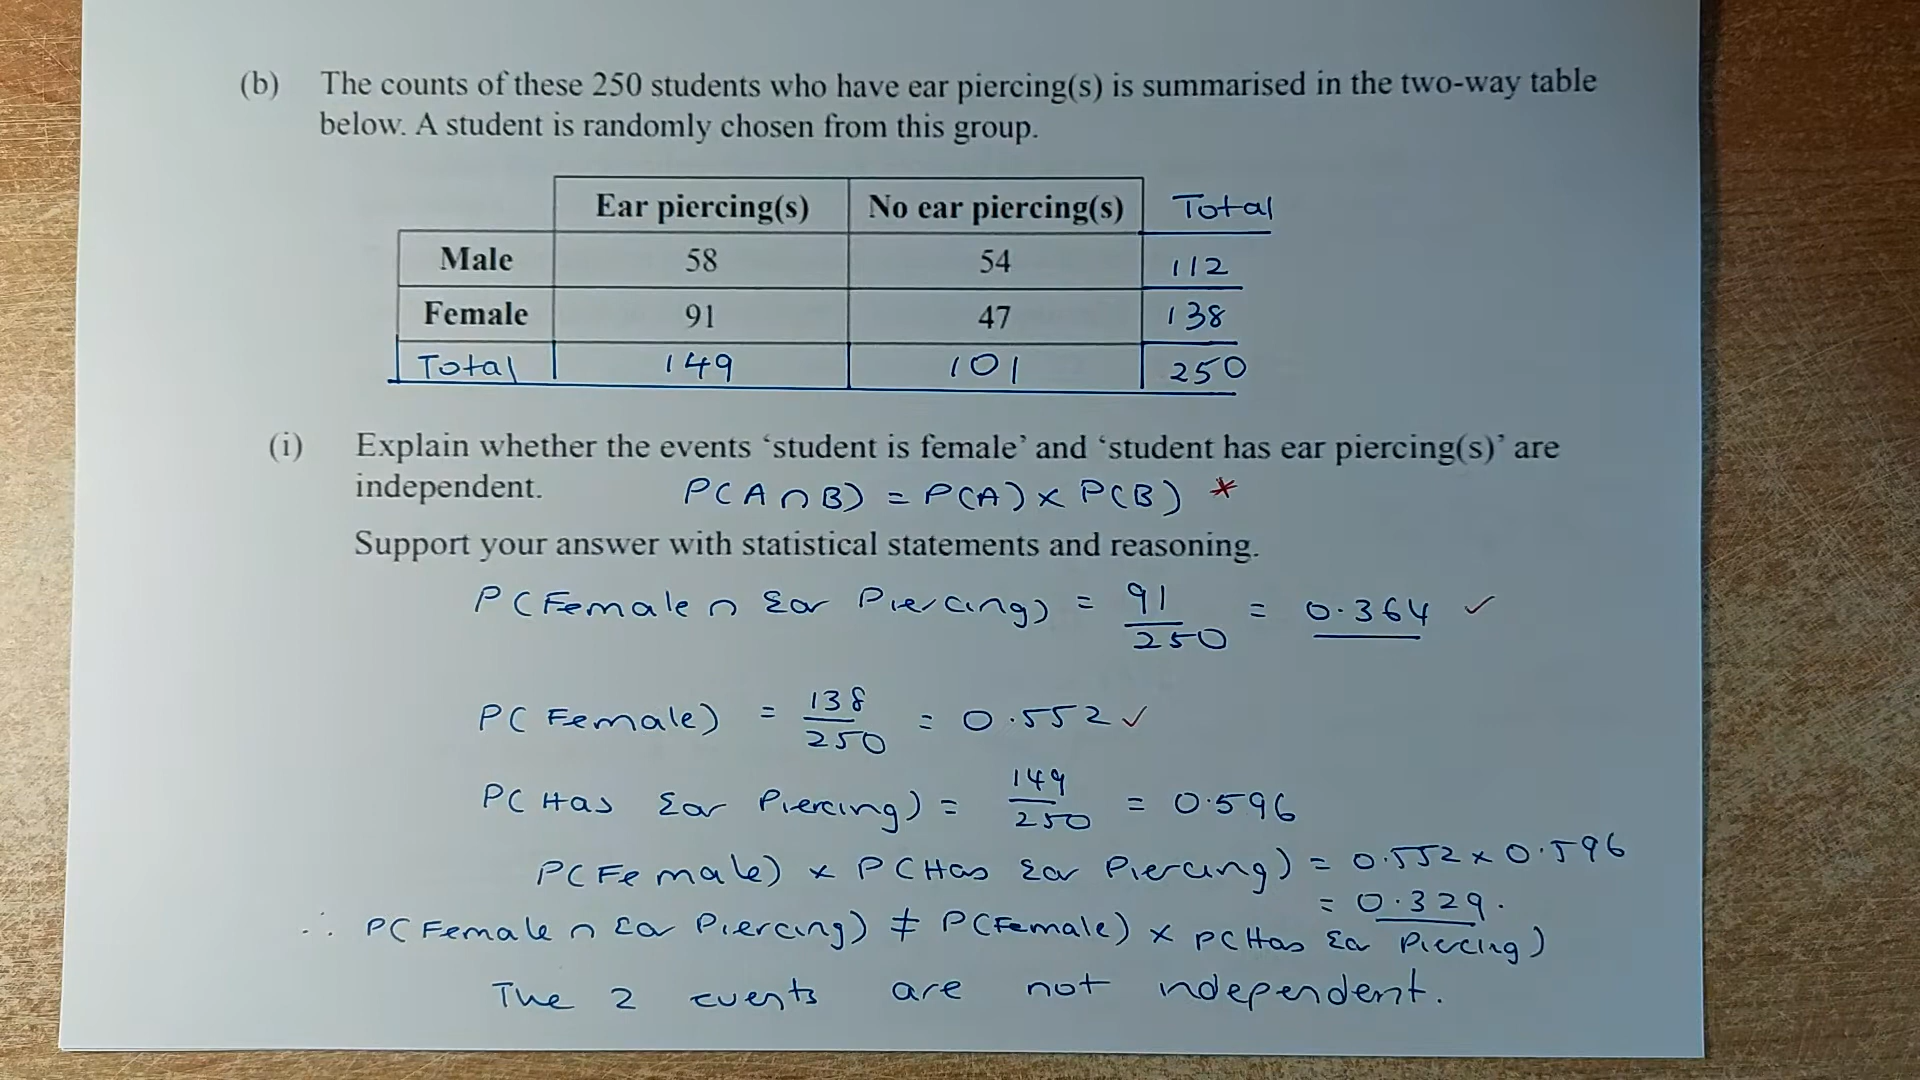 (b) The counts of these 250 students who have ear piercing(s) is summarised in the two-way table
below. A student is randomly chosen from this group.
Ear piercing(s) No ear piercing(s) Total
Male 58 54 112
Female 91 47 138
Total 149 101 250
(i) Explain whether the events ‘student is female’ and ‘student has ear piercing(s)’ are
independent. P(A ∩ B) = P(A) × P(B) *
Support your answer with statistical statements and reasoning.
P(Female ∩ Ear Piercing) = 91/250 = 0.364 ✓
P(Female) = 138/250 = 0.552 ✓
P(Has Ear Piercing) = 149/250 = 0.596
P(Female) × P(Has Ear Piercing) = 0.552 × 0.596
= 0.329.
∴ P(Female ∩ Ear Piercing) ≠ P(Female) × P(Has Ear Piercing)
The 2 events are not independent.